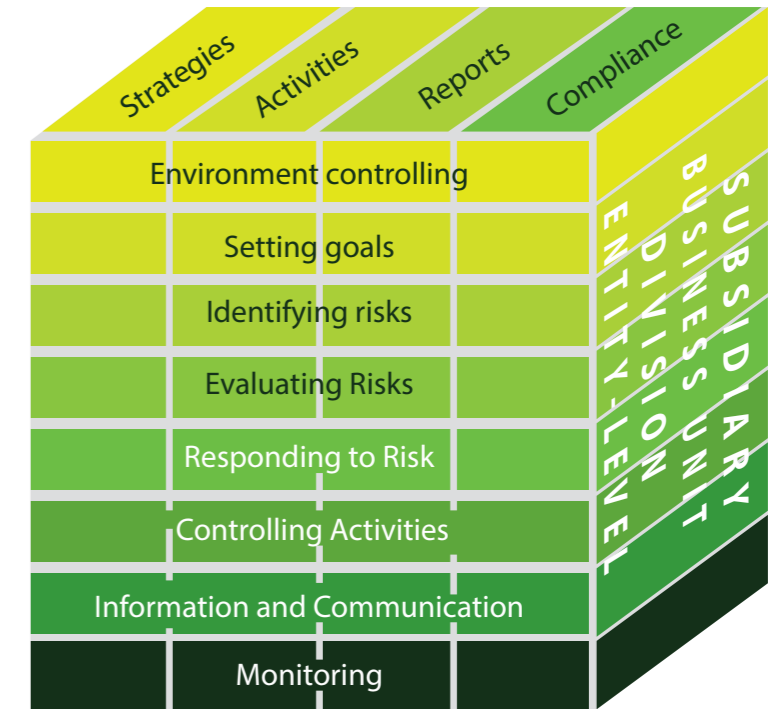 Strategies
Activities
Reports
Compliance
Environment controlling
Setting goals
Identifying risks
Evaluating Risks
Responding to Risk
Controlling Activities
Information and Communication
Monitoring
ENTITY-LEVEL
DIVISION
BUSINESS UNIT
SUBSIDYARY